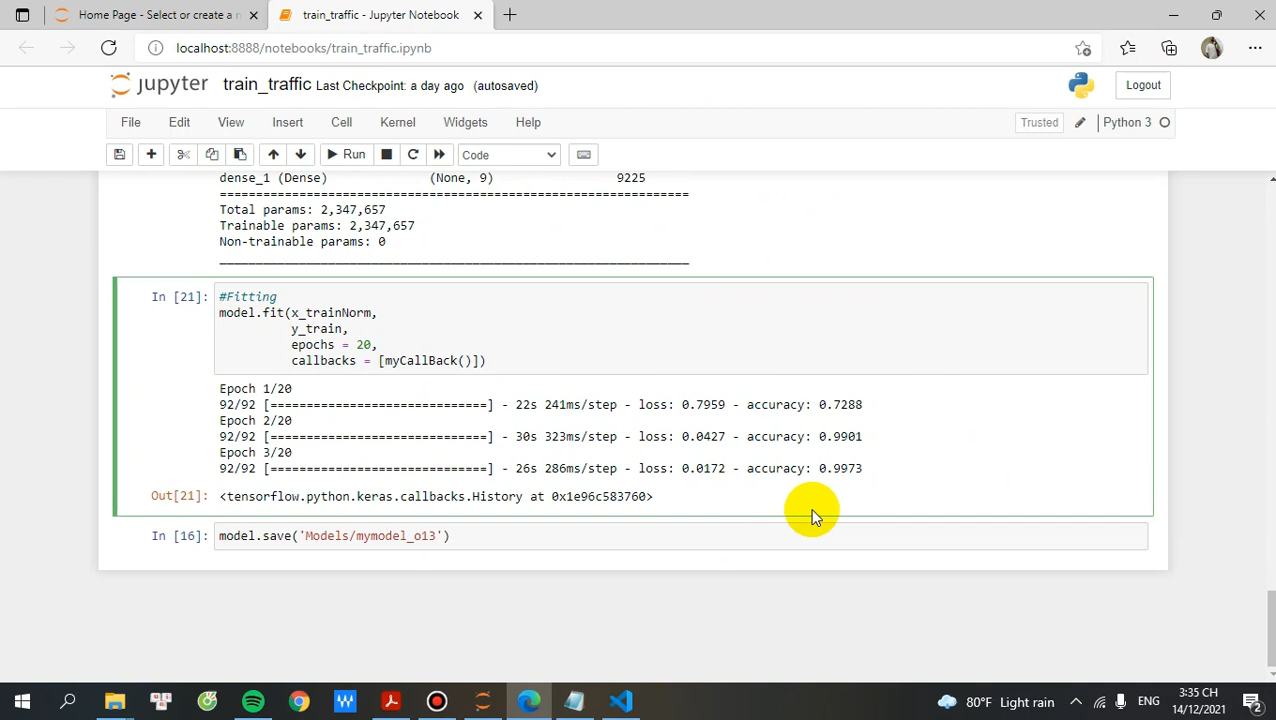 Home Page - Select or create a n
train_traffic - Jupyter Notebook
localhost:8888/notebooks/train_traffic.ipynb
jupyter train_traffic Last Checkpoint: a day ago (autosaved)
Logout
File Edit View Insert Cell Kernel Widgets Help
Trusted Python 3
Run Code
dense_1 (Dense) (None, 9) 9225
=================================================================
Total params: 2,347,657
Trainable params: 2,347,657
Non-trainable params: 0
_________________________________________________________________
In [21]: #Fitting
model.fit(x_trainNorm,
y_train,
epochs = 20,
callbacks = [myCallBack()])
Epoch 1/20
92/92 [==============================] - 22s 241ms/step - loss: 0.7959 - accuracy: 0.7288
Epoch 2/20
92/92 [==============================] - 30s 323ms/step - loss: 0.0427 - accuracy: 0.9901
Epoch 3/20
92/92 [==============================] - 26s 286ms/step - loss: 0.0172 - accuracy: 0.9973
Out[21]: <tensorflow.python.keras.callbacks.History at 0x1e96c583760>
In [16]: model.save('Models/mymodel_o13')
80°F Light rain
ENG
3:35 CH
14/12/2021
2